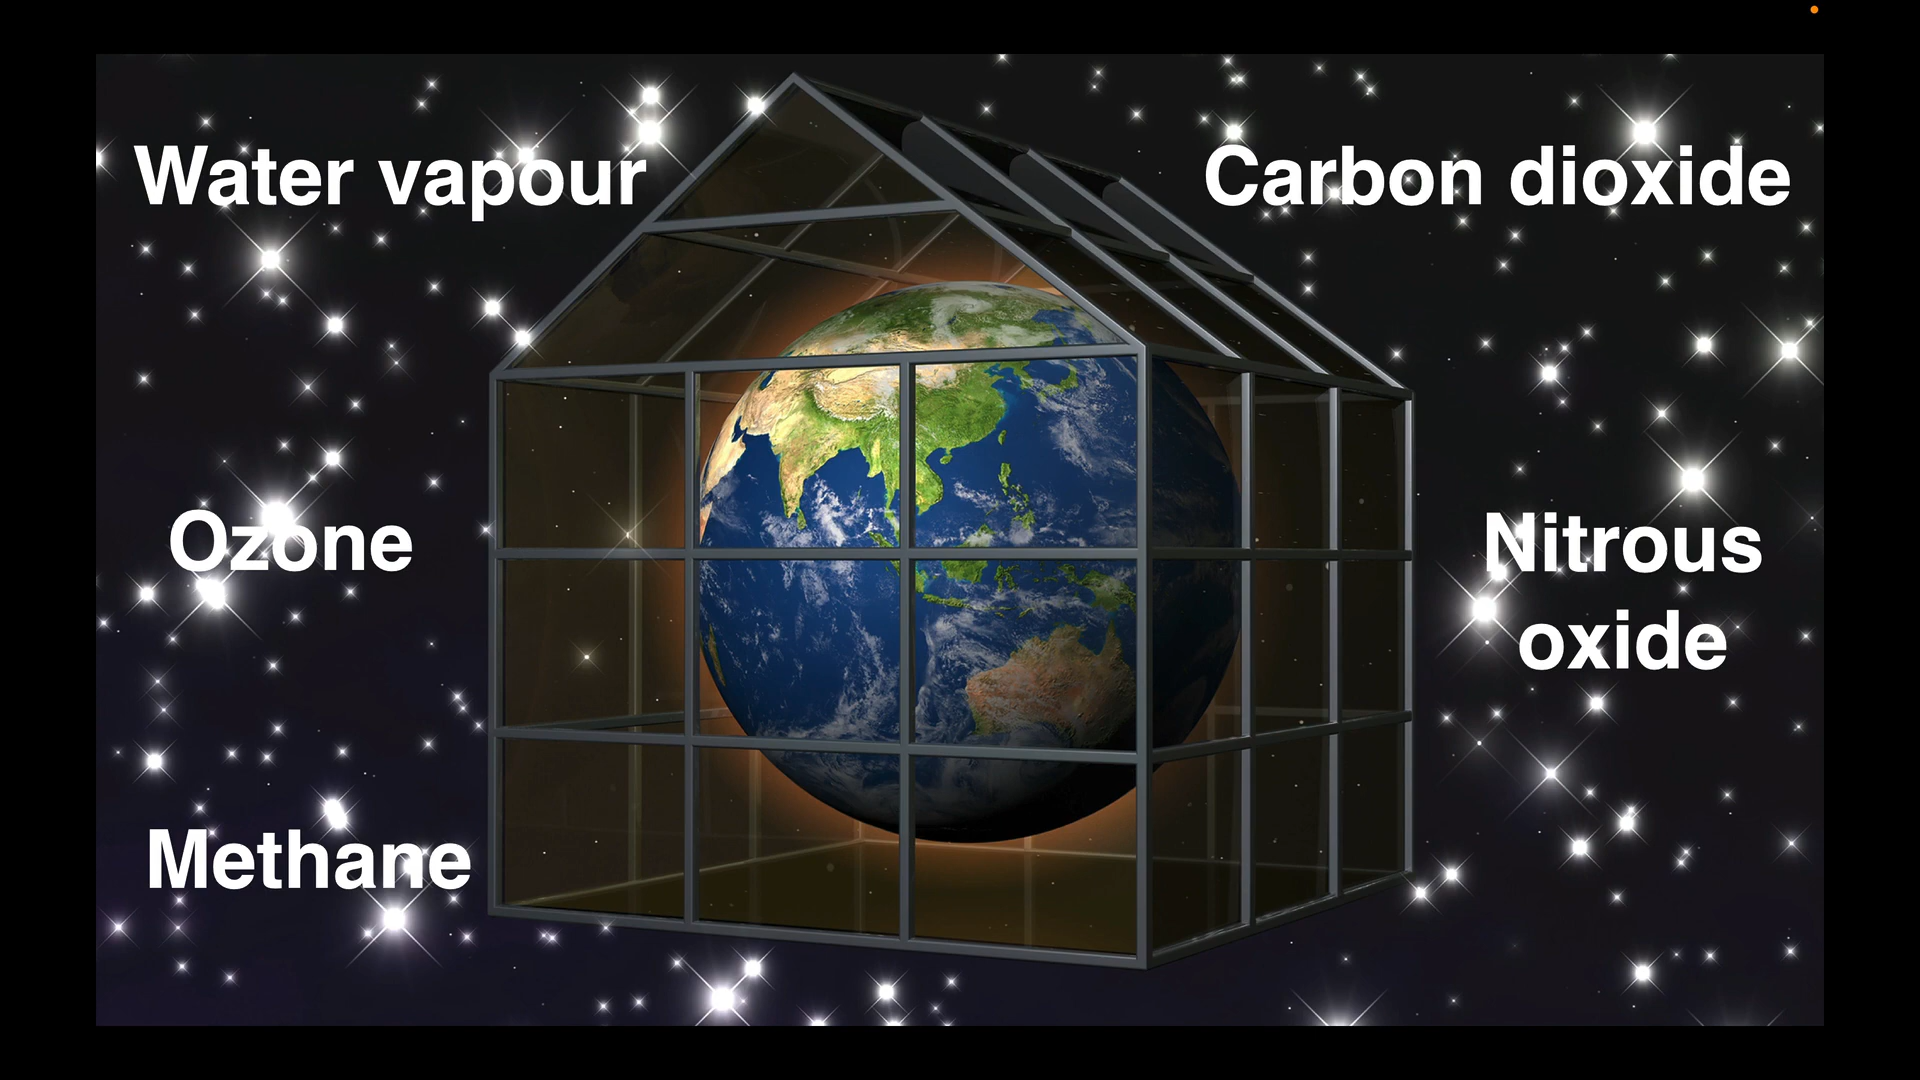 Water vapour
Carbon dioxide
Ozone
Nitrous
oxide
Methane